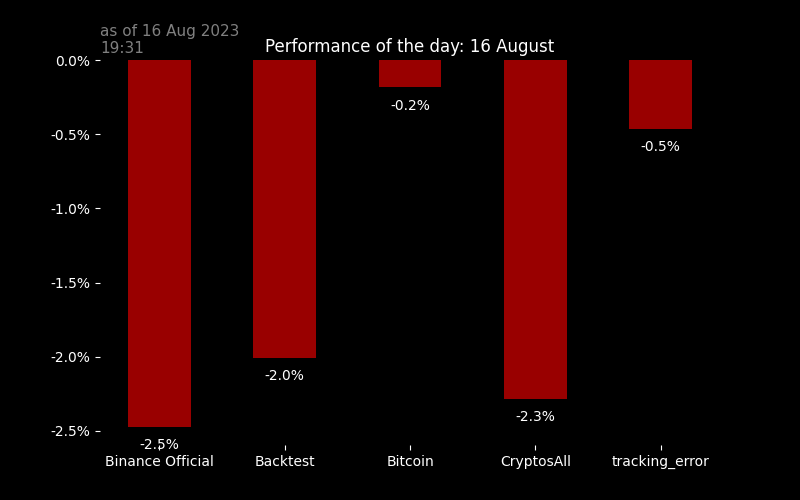 as of 16 Aug 2023
19:31
Performance of the day: 16 August
0.0%
-0.5%
-1.0%
-1.5%
-2.0%
-2.5%
-2.5%
-2.0%
-0.2%
-2.3%
-0.5%
Binance Official
Backtest
Bitcoin
CryptosAll
tracking_error